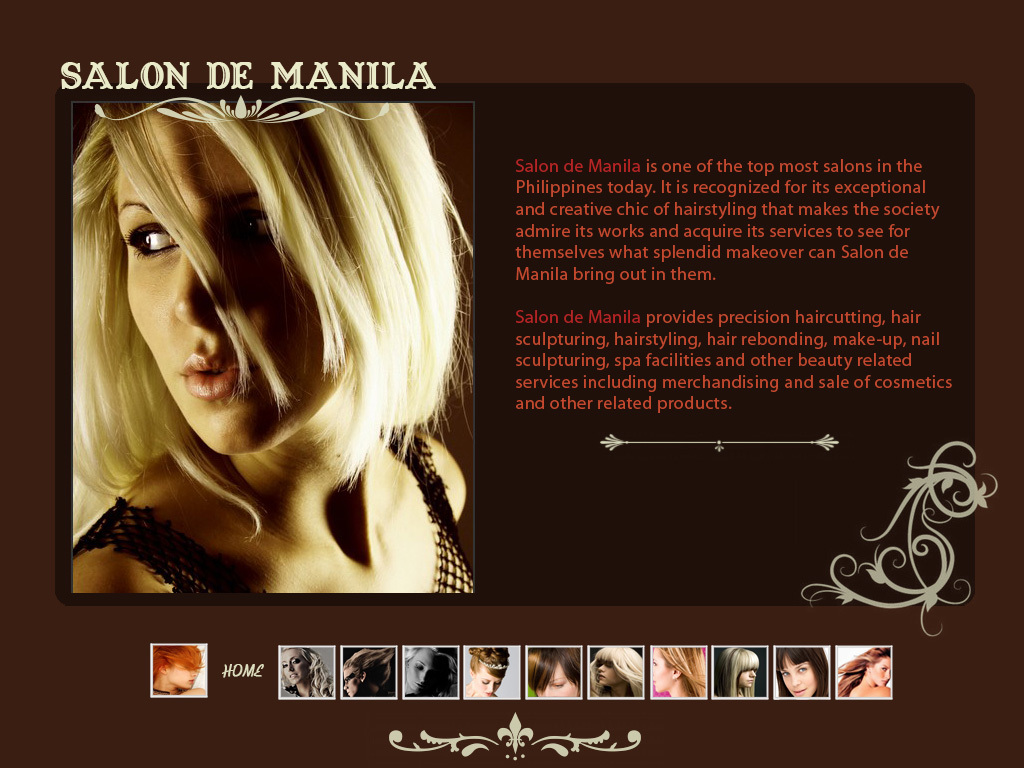 SALON DE MANILA
Salon de Manila is one of the top most salons in the
Philippines today. It is recognized for its exceptional
and creative chic of hairstyling that makes the society
admire its works and acquire its services to see for
themselves what splendid makeover can Salon de
Manila bring out in them.
Salon de Manila provides precision haircutting, hair
sculpturing, hairstyling, hair rebonding, make-up, nail
sculpturing, spa facilities and other beauty related
services including merchandising and sale of cosmetics
and other related products.
HOME